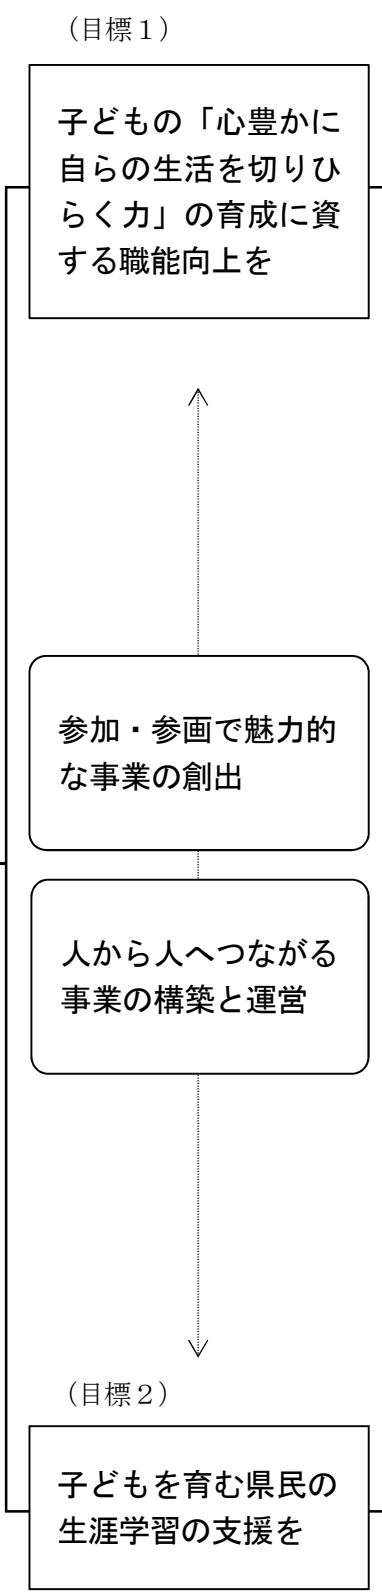 （目標１）
子どもの「心豊かに
自らの生活を切りひ
らく力」の育成に資
する職能向上を
参加・参画で魅力的
な事業の創出
人から人へつながる
事業の構築と運営
（目標２）
子どもを育む県民の
生涯学習の支援を